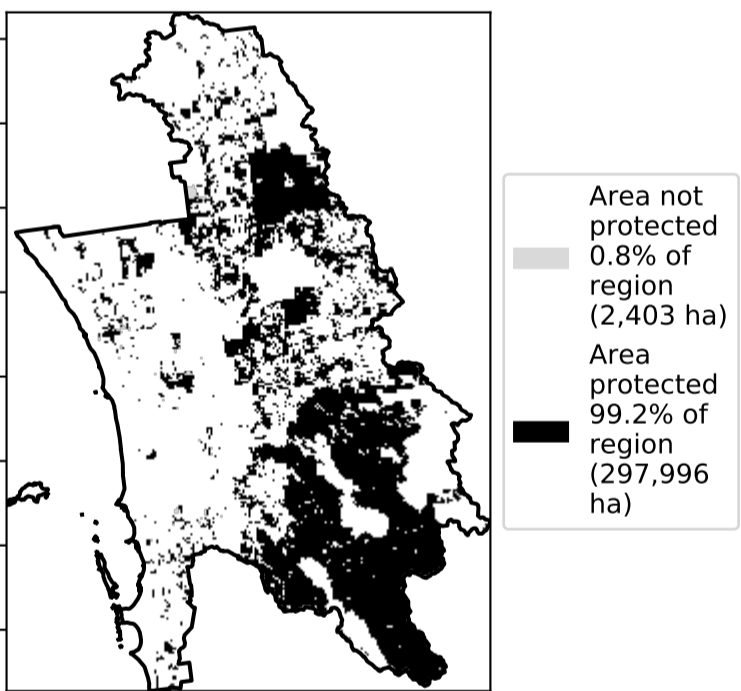 Area not
protected
0.8% of
region
(2,403 ha)
Area
protected
99.2% of
region
(297,996
ha)